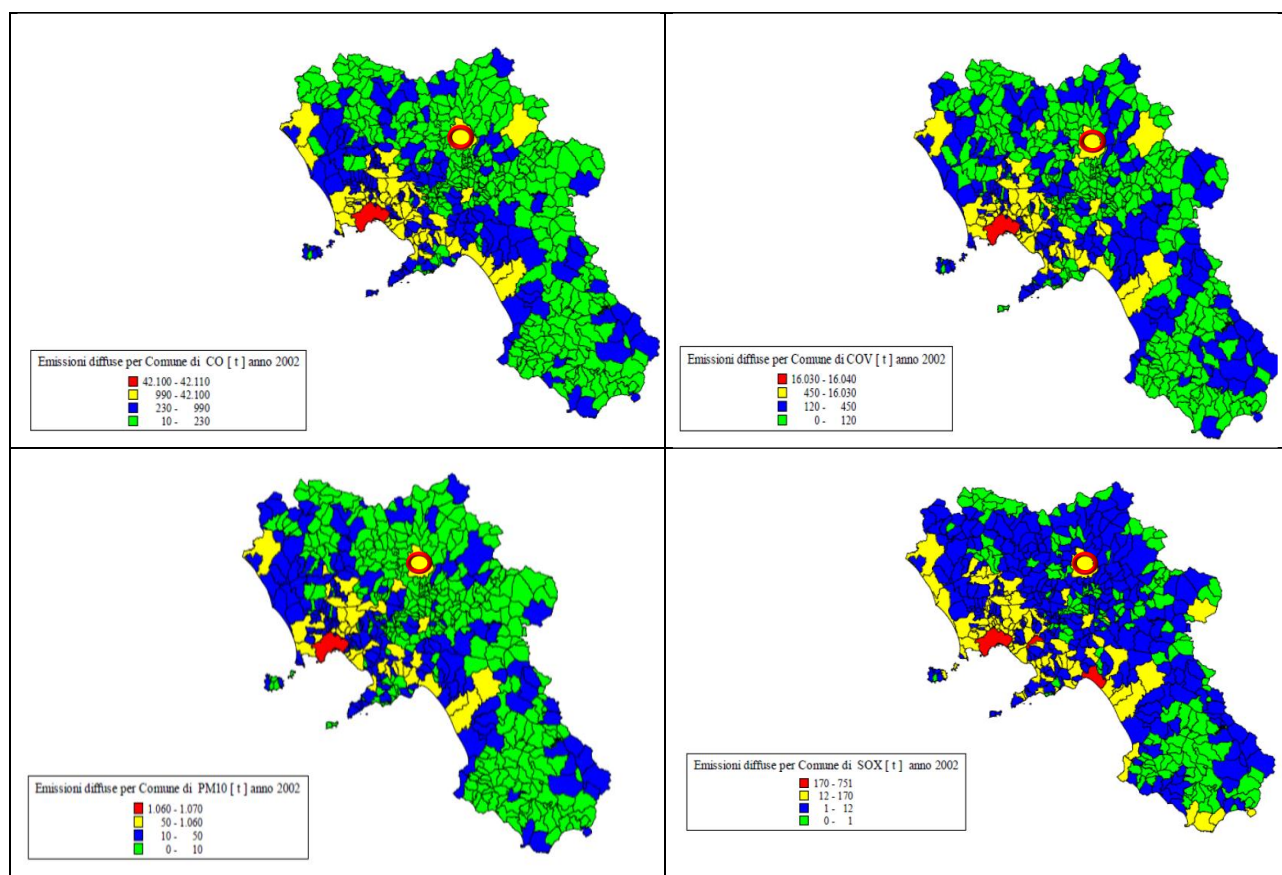 Emissioni diffuse per Comune di CO [ t ] anno 2002
42.100 - 42.110
990 - 42.100
230 - 990
10 - 230
Emissioni diffuse per Comune di COV [ t ] anno 2002
16.030 - 16.040
450 - 16.030
120 - 450
0 - 120
Emissioni diffuse per Comune di PM10 [ t ] anno 2002
1.060 - 1.070
50 - 1.060
10 - 50
0 - 10
Emissioni diffuse per Comune di SOX [ t ] anno 2002
170 - 751
12 - 170
1 - 12
0 - 1